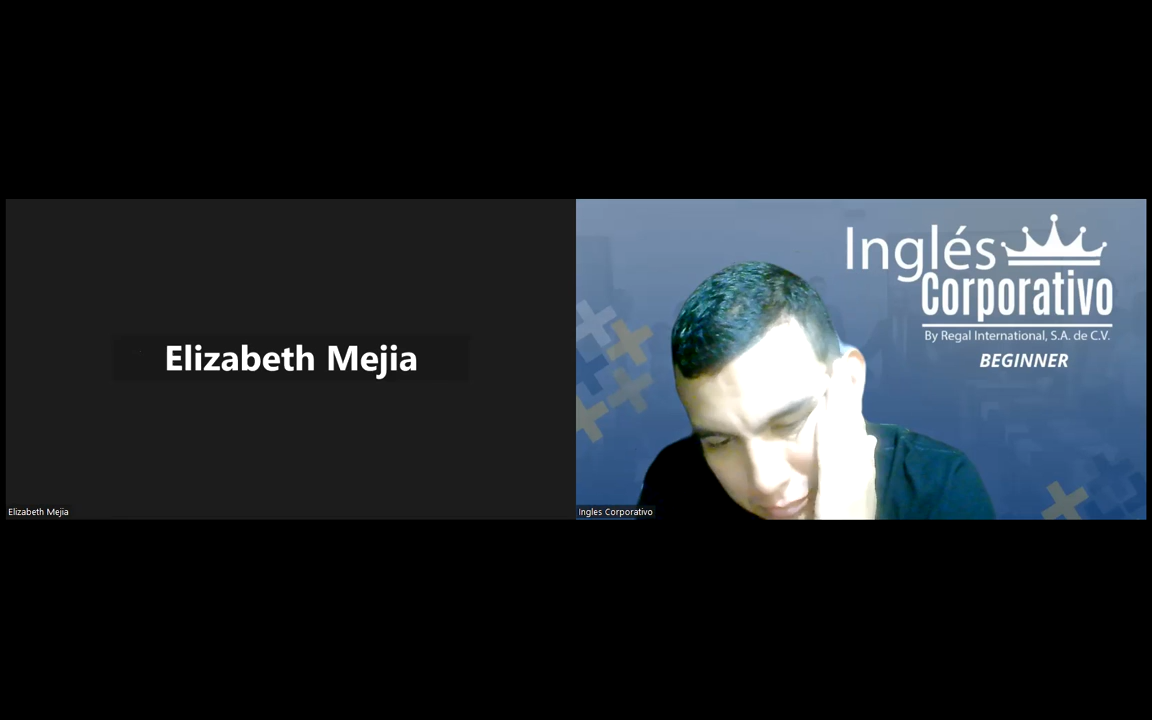 Elizabeth Mejia
Elizabeth Mejia
Inglés
Corporativo
By Regal International, S.A. de C.V.
BEGINNER
Ingles Corporativo